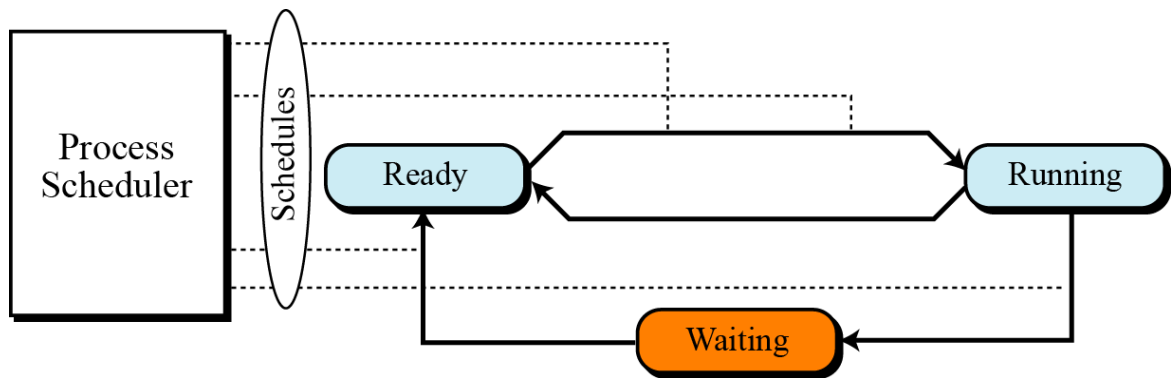 Process
Scheduler
Schedules
Ready
Running
Waiting